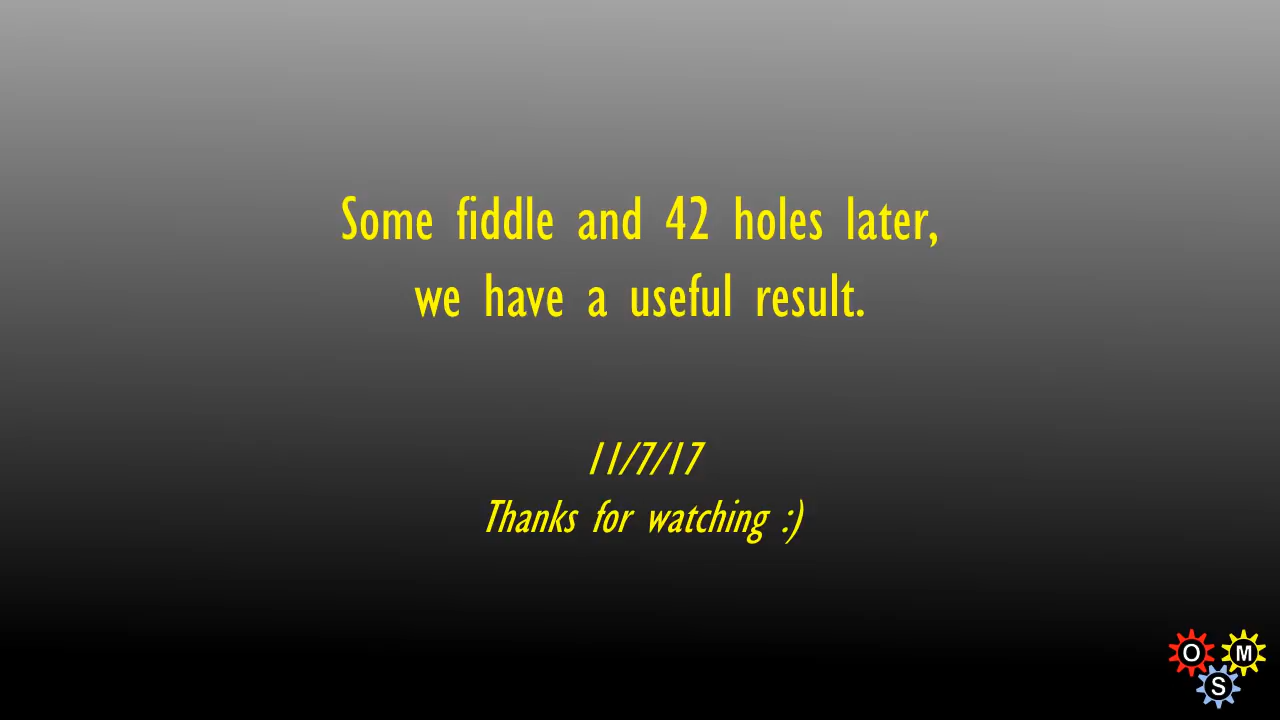 Some fiddle and 42 holes later,
we have a useful result.
11/7/17
Thanks for watching :)
O M
S